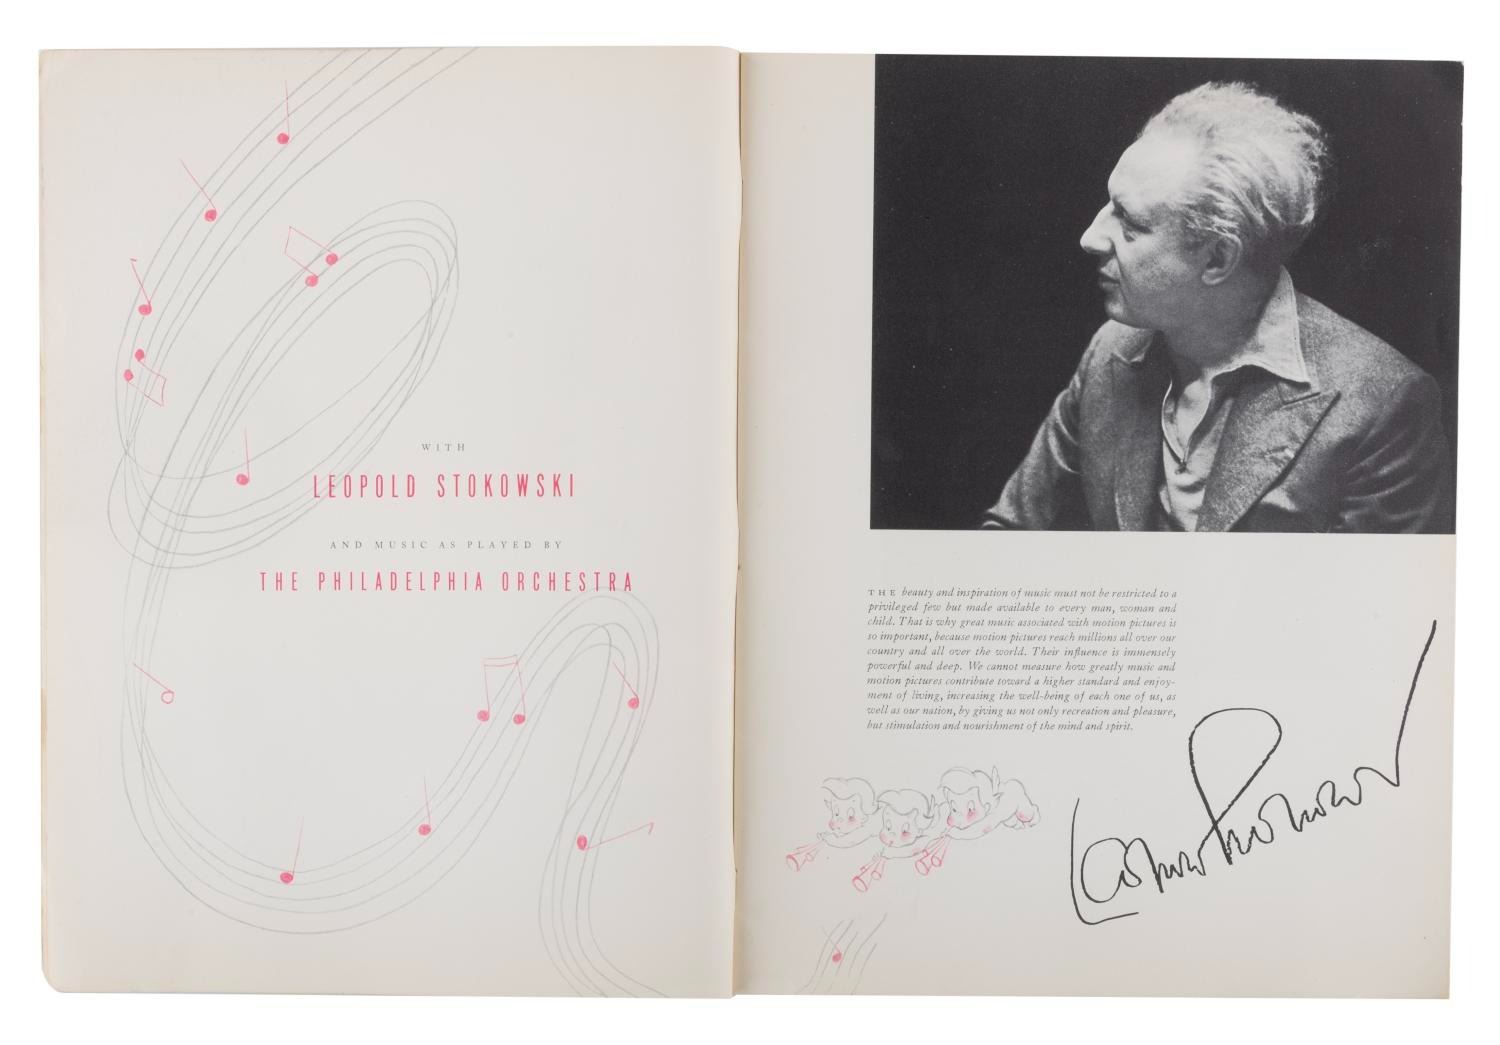 WITH
LEOPOLD STOKOWSKI
AND MUSIC AS PLAYED BY
THE PHILADELPHIA ORCHESTRA
THE beauty and inspiration of music must not be restricted to a
privileged few but made available to every man, woman and
child. That is why great music associated with motion pictures is
so important, because motion pictures reach millions all over our
country and all over the world. Their influence is immensely
powerful and deep. We cannot measure how greatly music and
motion pictures contribute toward a higher standard and enjoy-
ment of living, increasing the well-being of each one of us, as
well as our nation, by giving us not only recreation and pleasure,
but stimulation and nourishment of the mind and spirit.